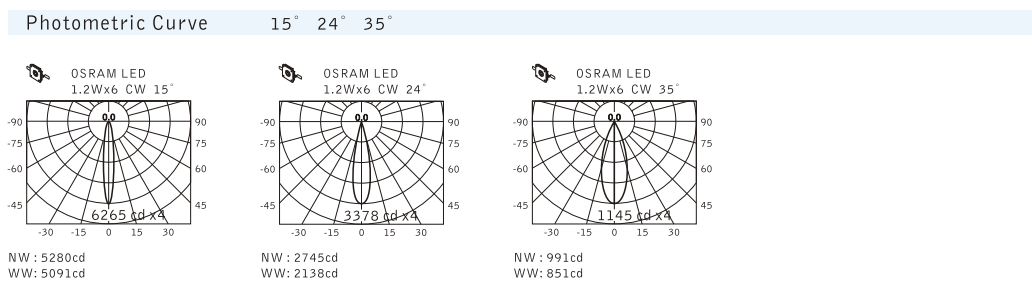 Photometric Curve 15° 24° 35°
OSRAM LED
1.2Wx6 CW 15°
0.0
-90 90
-75 75
-60 60
-45 45
6265 cd x4
-30 -15 0 15 30
NW : 5280cd
WW : 5091cd
OSRAM LED
1.2Wx6 CW 24°
0.0
-90 90
-75 75
-60 60
-45 45
3378 cd x4
-30 -15 0 15 30
NW : 2745cd
WW : 2138cd
OSRAM LED
1.2Wx6 CW 35°
0.0
-90 90
-75 75
-60 60
-45 45
1145 cd x4
-30 -15 0 15 30
NW : 991cd
WW : 851cd